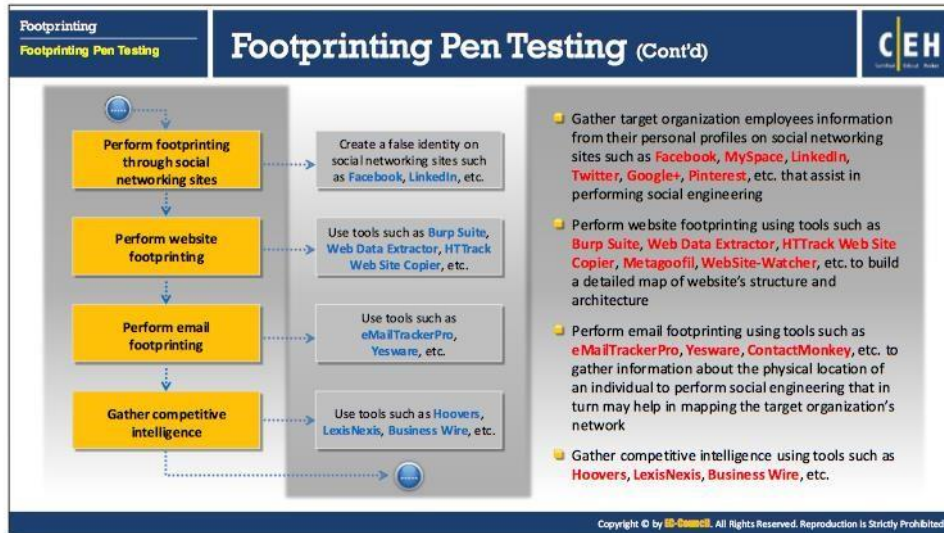 Footprinting
Footprinting Pen Testing
Footprinting Pen Testing (Cont'd)
C|EH
Perform footprinting
through social
networking sites
Create a false identity on
social networking sites such
as Facebook, LinkedIn, etc.
Perform website
footprinting
Use tools such as Burp Suite,
Web Data Extractor, HTTrack
Web Site Copier, etc.
Perform email
footprinting
Use tools such as
eMailTrackerPro,
Yesware, etc.
Gather competitive
intelligence
Use tools such as Hoovers,
LexisNexis, Business Wire, etc.
Gather target organization employees information
from their personal profiles on social networking
sites such as Facebook, MySpace, LinkedIn,
Twitter, Google+, Pinterest, etc. that assist in
performing social engineering
Perform website footprinting using tools such as
Burp Suite, Web Data Extractor, HTTrack Web Site
Copier, Metagoofil, WebSite-Watcher, etc. to build
a detailed map of website's structure and
architecture
Perform email footprinting using tools such as
eMailTrackerPro, Yesware, ContactMonkey, etc. to
gather information about the physical location of
an individual to perform social engineering that in
turn may help in mapping the target organization's
network
Gather competitive intelligence using tools such as
Hoovers, LexisNexis, Business Wire, etc.
Copyright © by EC-Council. All Rights Reserved. Reproduction is Strictly Prohibited